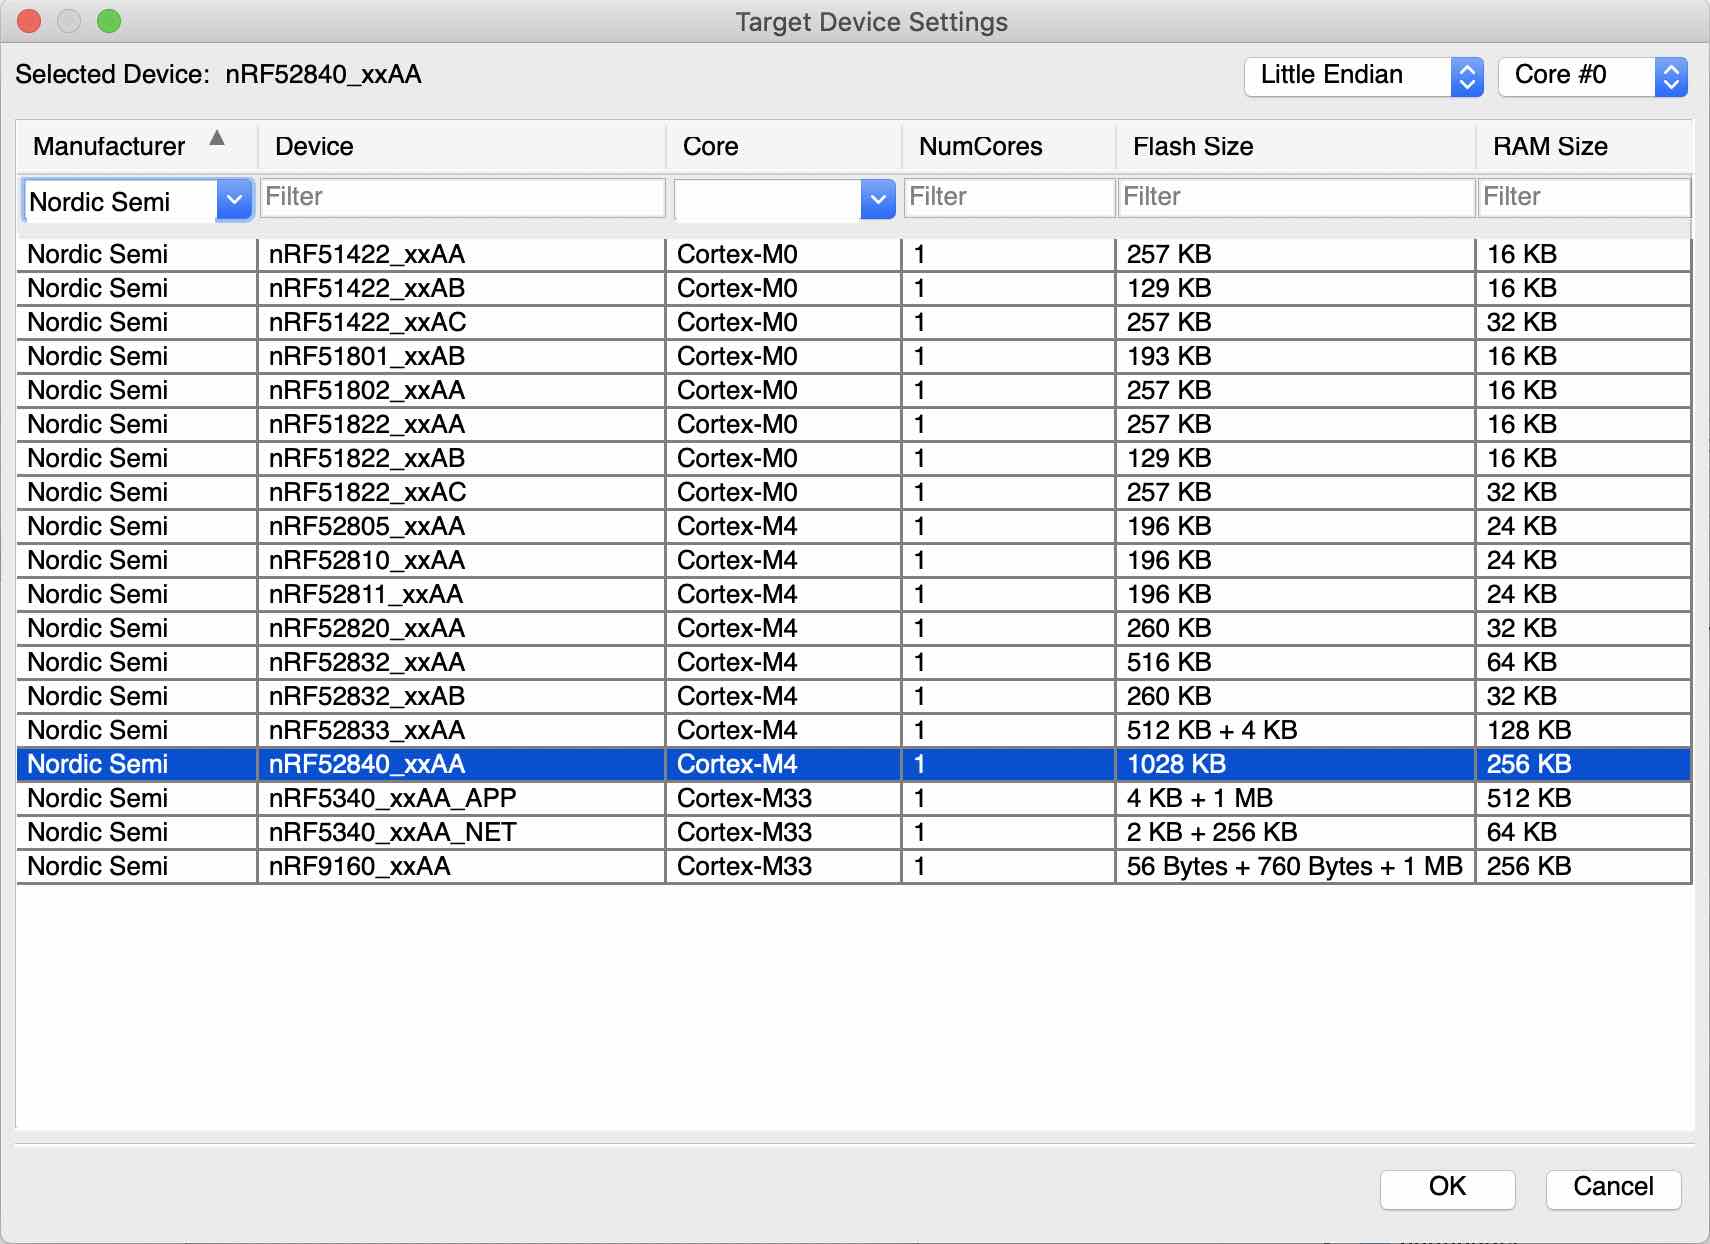 Target Device Settings
Selected Device: nRF52840_xxAA Little Endian Core #0
Manufacturer Device Core NumCores Flash Size RAM Size
Nordic Semi Filter Filter Filter Filter
Nordic Semi nRF51422_xxAA Cortex-M0 1 257 KB 16 KB
Nordic Semi nRF51422_xxAB Cortex-M0 1 129 KB 16 KB
Nordic Semi nRF51422_xxAC Cortex-M0 1 257 KB 32 KB
Nordic Semi nRF51801_xxAB Cortex-M0 1 193 KB 16 KB
Nordic Semi nRF51802_xxAA Cortex-M0 1 257 KB 16 KB
Nordic Semi nRF51822_xxAA Cortex-M0 1 257 KB 16 KB
Nordic Semi nRF51822_xxAB Cortex-M0 1 129 KB 16 KB
Nordic Semi nRF51822_xxAC Cortex-M0 1 257 KB 32 KB
Nordic Semi nRF52805_xxAA Cortex-M4 1 196 KB 24 KB
Nordic Semi nRF52810_xxAA Cortex-M4 1 196 KB 24 KB
Nordic Semi nRF52811_xxAA Cortex-M4 1 196 KB 24 KB
Nordic Semi nRF52820_xxAA Cortex-M4 1 260 KB 32 KB
Nordic Semi nRF52832_xxAA Cortex-M4 1 516 KB 64 KB
Nordic Semi nRF52832_xxAB Cortex-M4 1 260 KB 32 KB
Nordic Semi nRF52833_xxAA Cortex-M4 1 512 KB + 4 KB 128 KB
Nordic Semi nRF52840_xxAA Cortex-M4 1 1028 KB 256 KB
Nordic Semi nRF5340_xxAA_APP Cortex-M33 1 4 KB + 1 MB 512 KB
Nordic Semi nRF5340_xxAA_NET Cortex-M33 1 2 KB + 256 KB 64 KB
Nordic Semi nRF9160_xxAA Cortex-M33 1 56 Bytes + 760 Bytes + 1 MB 256 KB
OK Cancel